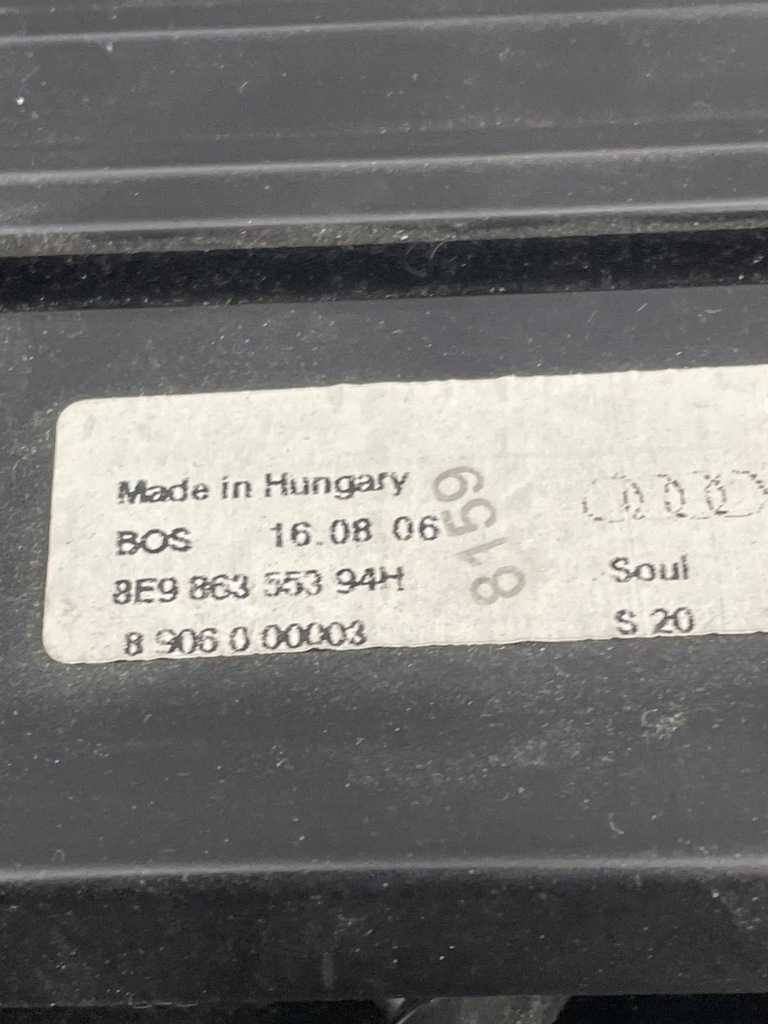 Made in Hungary
BOS 16.08 06
8E9 863 553 94H
8 906 0 00003
8159
Soul
S 20